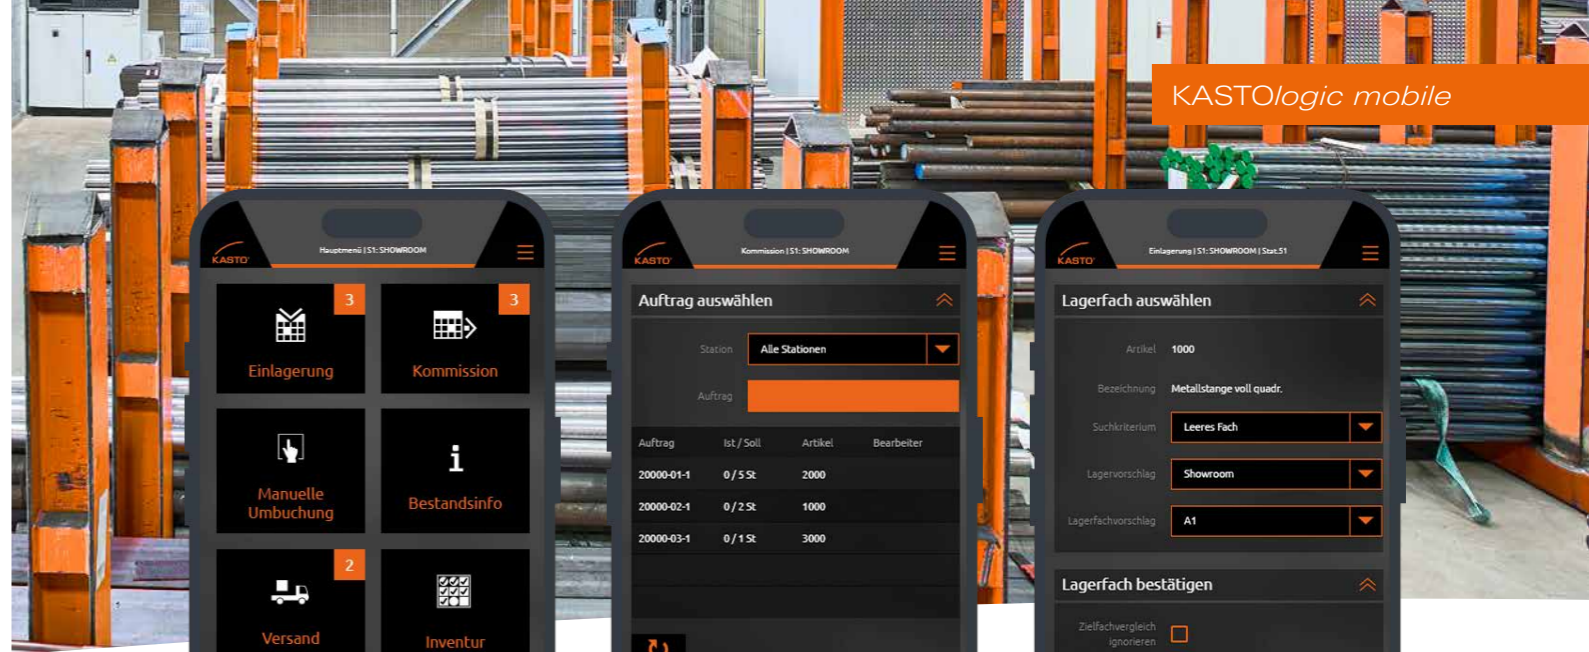 KASTOlogic mobile
KASTO
Hauptmenü | S1: SHOWROOM
3
Einlagerung
3
Kommission
Manuelle
Umbuchung
Bestandsinfo
2
Versand
Inventur
KASTO
Kommission | S1: SHOWROOM
Auftrag auswählen
Station Alle Stationen
Auftrag
Auftrag Ist / Soll Artikel Bearbeiter
20000-01-1 0 / 5 St 2000
20000-02-1 0 / 2 St 1000
20000-03-1 0 / 1 St 3000
KASTO
Einlagerung | S1: SHOWROOM | Stat.51
Lagerfach auswählen
Artikel 1000
Bezeichnung Metallstange voll quadr.
Suchkriterium Leeres Fach
Lagervorschlag Showroom
Lagerfachvorschlag A1
Lagerfach bestätigen
Zielfachvergleich
ignorieren